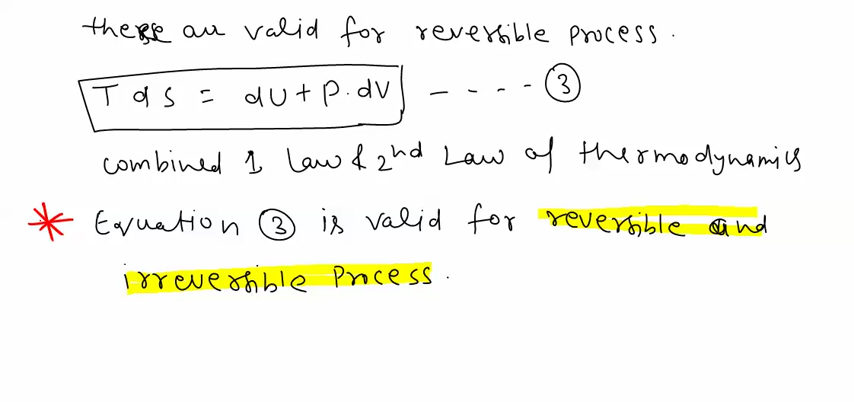 these are valid for reversible process.
Tds = dU + P.dV ---- ③
combined 1 Law & 2nd Law of thermodynamics
* Equation ③ is valid for reversible and
irreversible Process.